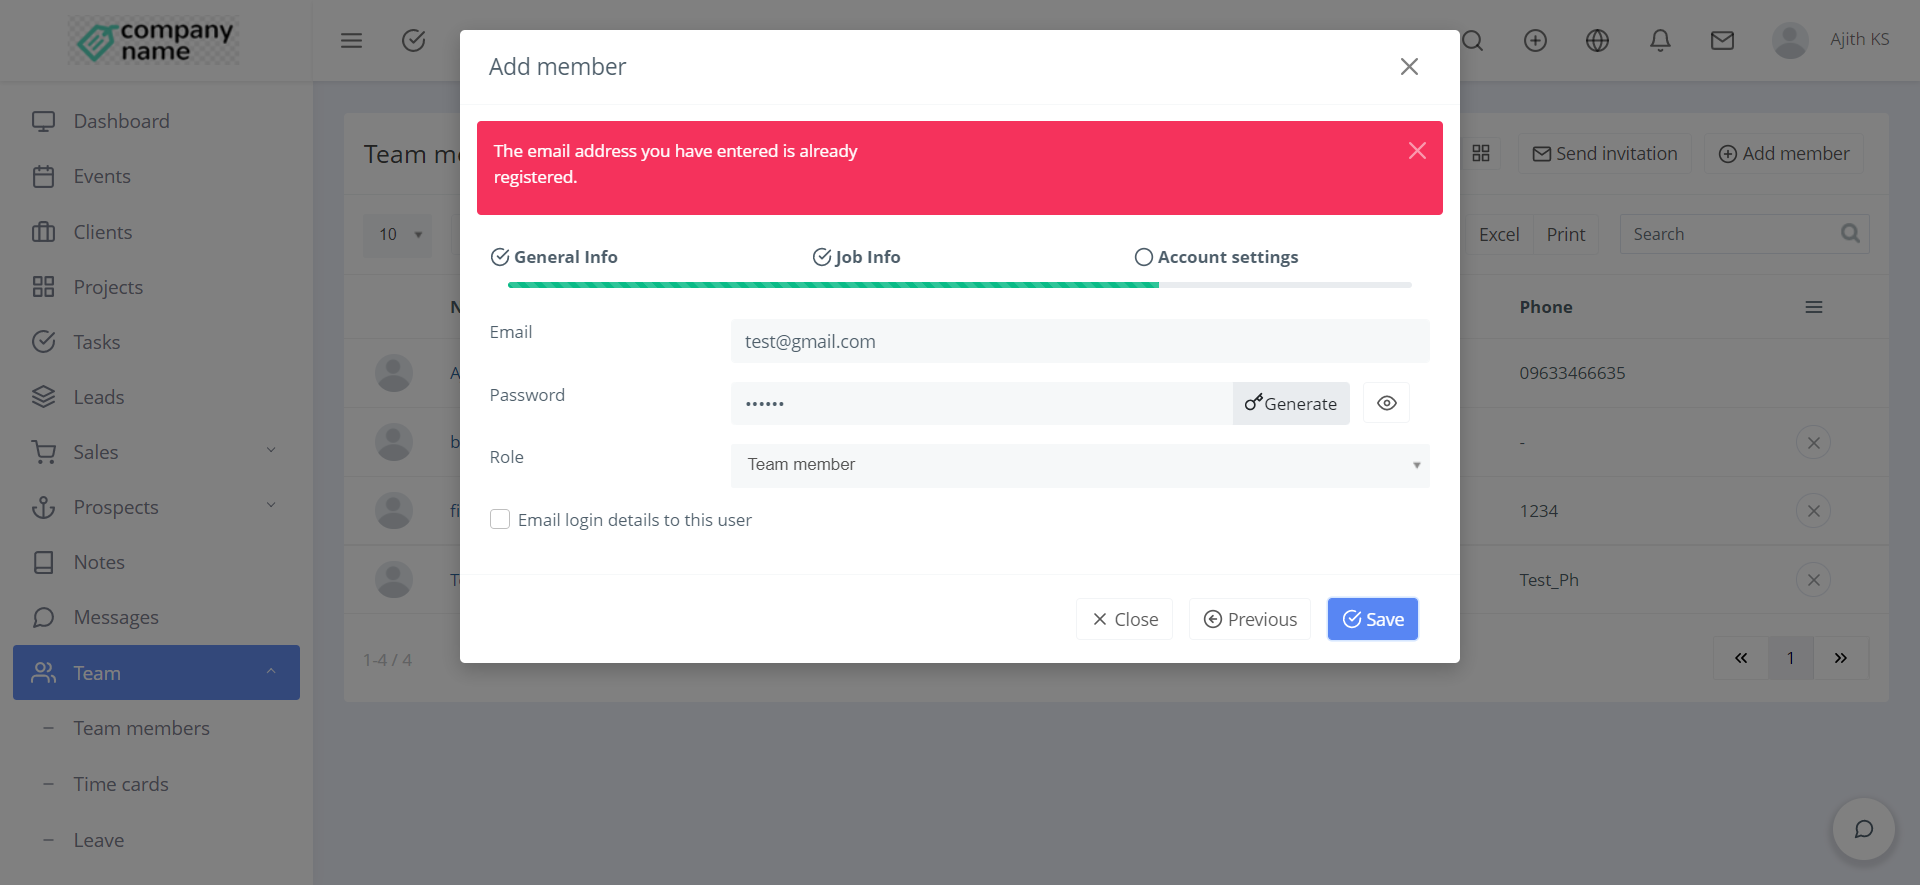 company
name
Ajith KS
Dashboard
Events
Clients
Projects
Tasks
Leads
Sales
Prospects
Notes
Messages
Team
Team members
Time cards
Leave
Team
Send invitation
Add member
10
Excel
Print
Search
Phone
09633466635
-
1234
Test_Ph
1-4 / 4
«
1
»
Add member
The email address you have entered is already
registered.
General Info
Job Info
Account settings
Email
test@gmail.com
Password
••••••
Generate
Role
Team member
Email login details to this user
Close
Previous
Save